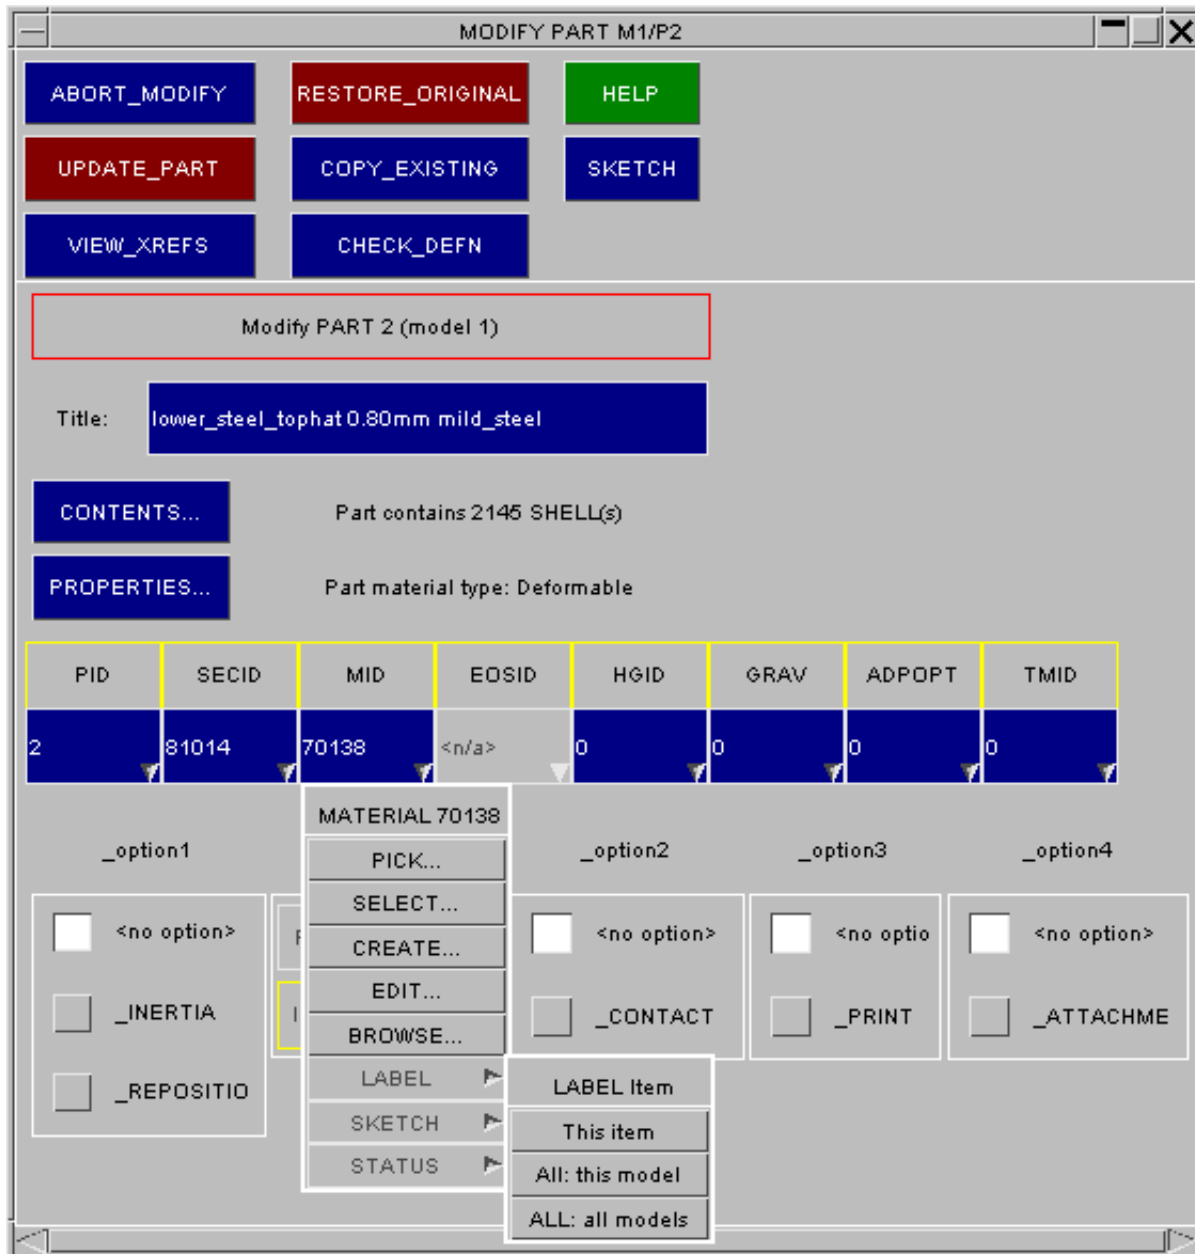 MODIFY PART M1/P2
ABORT_MODIFY RESTORE_ORIGINAL HELP
UPDATE_PART COPY_EXISTING SKETCH
VIEW_XREFS CHECK_DEFN
Modify PART 2 (model 1)
Title: lower_steel_tophat 0.80mm mild_steel
CONTENTS... Part contains 2145 SHELL(s)
PROPERTIES... Part material type: Deformable
PID SECID MID EOSID HGID GRAV ADPOPT TMID
2 81014 70138 <n/a> 0 0 0 0
MATERIAL 70138
PICK...
SELECT...
CREATE...
EDIT...
BROWSE...
LABEL
SKETCH
STATUS
LABEL Item
This item
All: this model
ALL: all models
_option1 _option2 _option3 _option4
<no option> <no option> <no optio <no option>
_INERTIA _CONTACT _PRINT _ATTACHME
_REPOSITIO